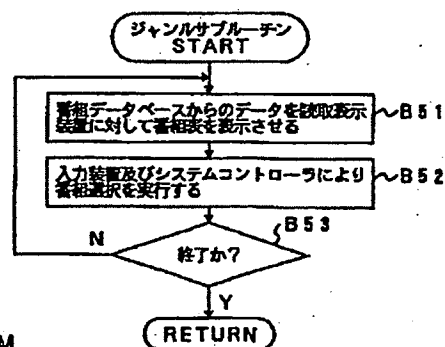 ジャンルサブルーチン
START
番組データベースからのデータを読取表示
装置に対して番組表を表示させる
B51
入力装置及びシステムコントローラにより
番組選択を実行する
B52
B53
終了か?
N
Y
RETURN
M